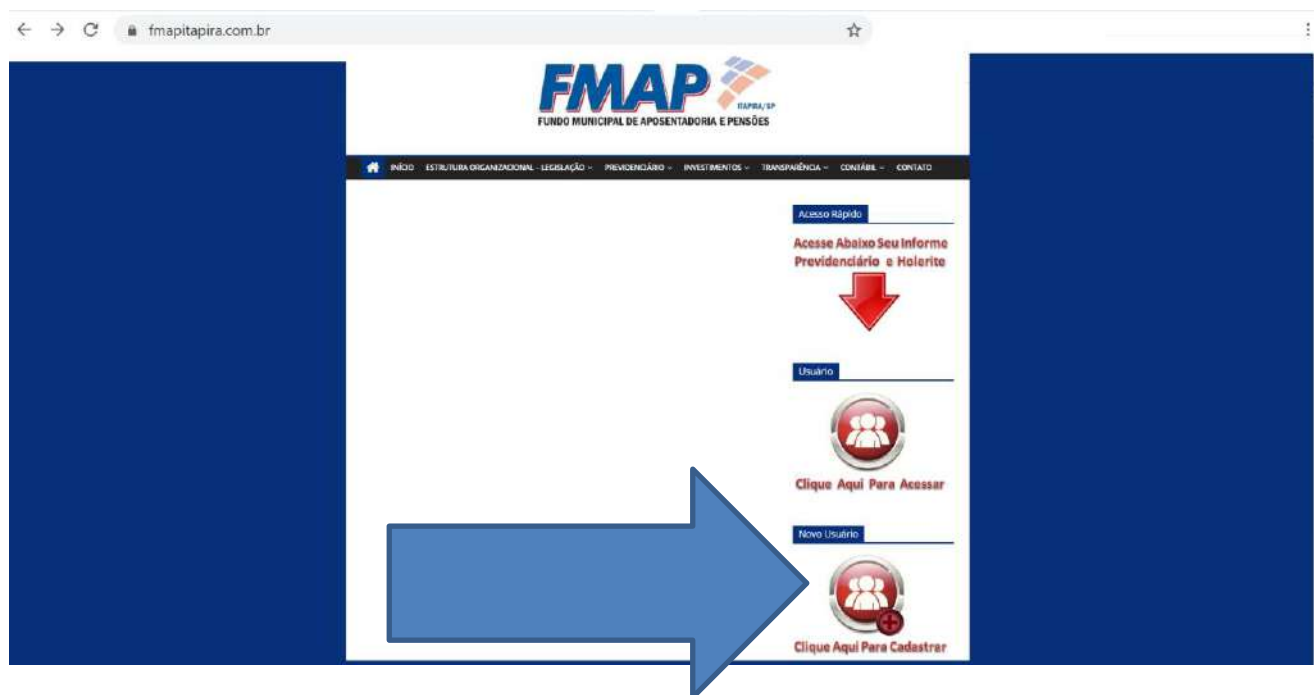 fmapitapira.com.br
FMAP
ITAPIRA/SP
FUNDO MUNICIPAL DE APOSENTADORIA E PENSÕES
INÍCIO ESTRUTURA ORGANIZACIONAL - LEGISLAÇÃO PREVIDENCIÁRIO INVESTIMENTOS TRANSPARÊNCIA CONTÁBIL CONTATO
Acesso Rápido
Acesse Abaixo Seu Informe
Previdenciário e Holerite
Usuário
Clique Aqui Para Acessar
Novo Usuário
Clique Aqui Para Cadastrar